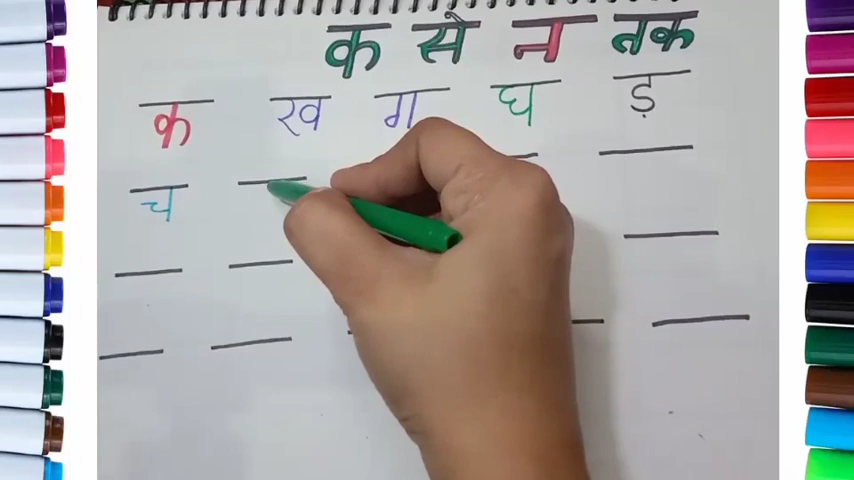 क से न तक
क ख ग घ ड़
च